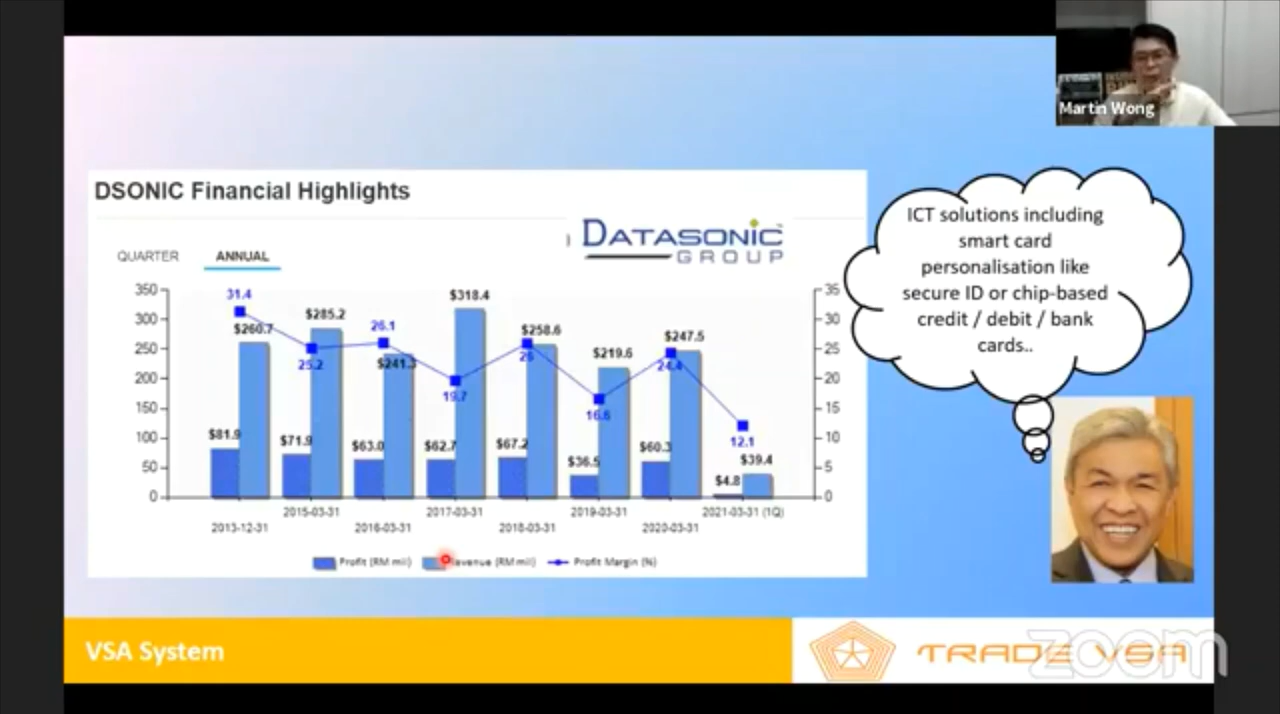 Martin Wong
DSONIC Financial Highlights
DATASONIC
GROUP
QUARTER
ANNUAL
ICT solutions including
smart card
personalisation like
secure ID or chip-based
credit / debit / bank
cards..
350
300
250
200
150
100
50
0
35
30
25
20
15
10
5
0
31.4
25.2
26.1
19.7
26
16.6
24.4
12.1
$81.9
$260.7
$71.9
$285.2
$63.0
$241.3
$62.7
$318.4
$67.2
$258.6
$36.5
$219.6
$60.3
$247.5
$4.8
$39.4
2013-12-31
2015-03-31
2016-03-31
2017-03-31
2018-03-31
2019-03-31
2020-03-31
2021-03-31 (1Q)
Profit (RM mil)
Revenue (RM mil)
Profit Margin (%)
VSA System
TRADE VSA
zoom